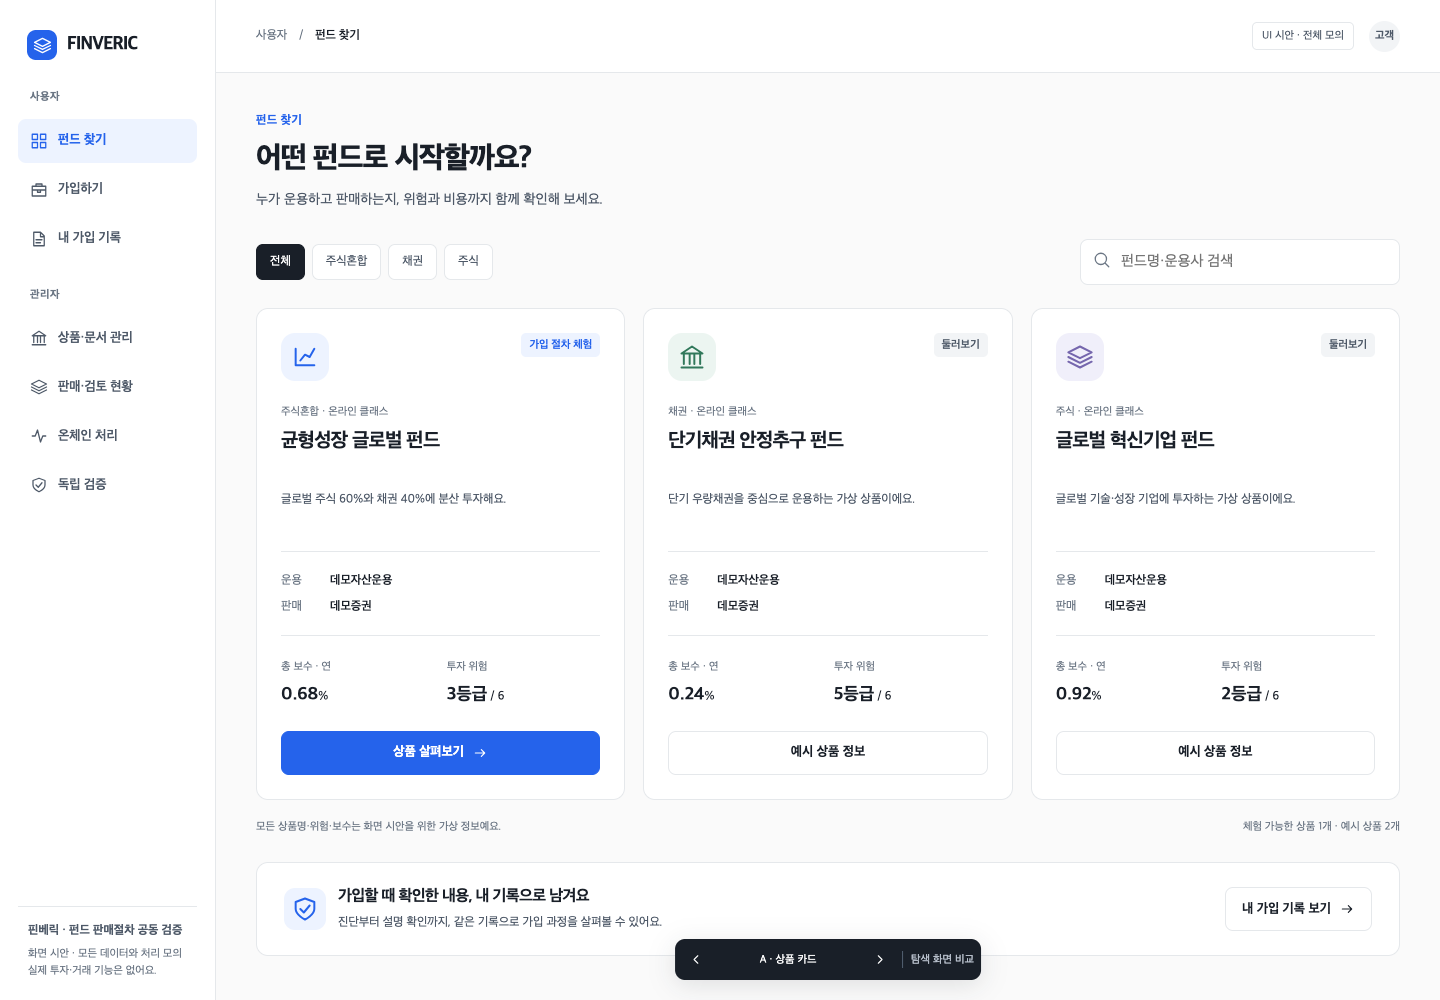 FINVERIC
사용자
펀드 찾기
가입하기
내 가입 기록
관리자
상품·문서 관리
판매·검토 현황
온체인 처리
독립 검증
핀베릭 · 펀드 판매절차 공동 검증
화면 시안 · 모든 데이터와 처리 모의
실제 투자·거래 기능은 없어요.
사용자 / 펀드 찾기
UI 시안 · 전체 모의
고객
펀드 찾기
어떤 펀드로 시작할까요?
누가 운용하고 판매하는지, 위험과 비용까지 함께 확인해 보세요.
전체 주식혼합 채권 주식
펀드명·운용사 검색
가입 절차 체험
주식혼합 · 온라인 클래스
균형성장 글로벌 펀드
글로벌 주식 60%와 채권 40%에 분산 투자해요.
운용 데모자산운용
판매 데모증권
총 보수 · 연 투자 위험
0.68% 3등급 / 6
상품 살펴보기 →
둘러보기
채권 · 온라인 클래스
단기채권 안정추구 펀드
단기 우량채권을 중심으로 운용하는 가상 상품이에요.
운용 데모자산운용
판매 데모증권
총 보수 · 연 투자 위험
0.24% 5등급 / 6
예시 상품 정보
둘러보기
주식 · 온라인 클래스
글로벌 혁신기업 펀드
글로벌 기술·성장 기업에 투자하는 가상 상품이에요.
운용 데모자산운용
판매 데모증권
총 보수 · 연 투자 위험
0.92% 2등급 / 6
예시 상품 정보
모든 상품명·위험·보수는 화면 시안을 위한 가상 정보예요.
체험 가능한 상품 1개 · 예시 상품 2개
가입할 때 확인한 내용, 내 기록으로 남겨요
진단부터 설명 확인까지, 같은 기록으로 가입 과정을 살펴볼 수 있어요.
내 가입 기록 보기 →
A · 상품 카드
탐색 화면 비교